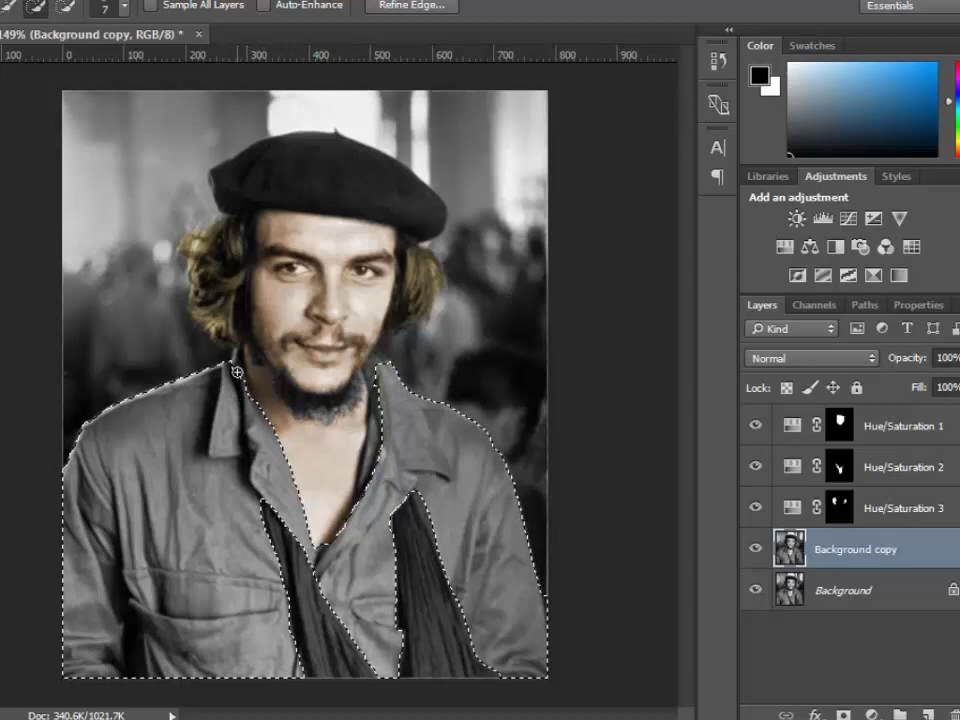 7 Sample All Layers Auto-Enhance Refine Edge... Essentials
149% (Background copy, RGB/8) * ×
100 0 100 200 300 400 500 600 700 800 900
Color Swatches
Libraries Adjustments Styles
Add an adjustment
Layers Channels Paths Properties
Kind
Normal Opacity: 100%
Lock: Fill: 100%
Hue/Saturation 1
Hue/Saturation 2
Hue/Saturation 3
Background copy
Background
Doc: 340.6K/1021.7K